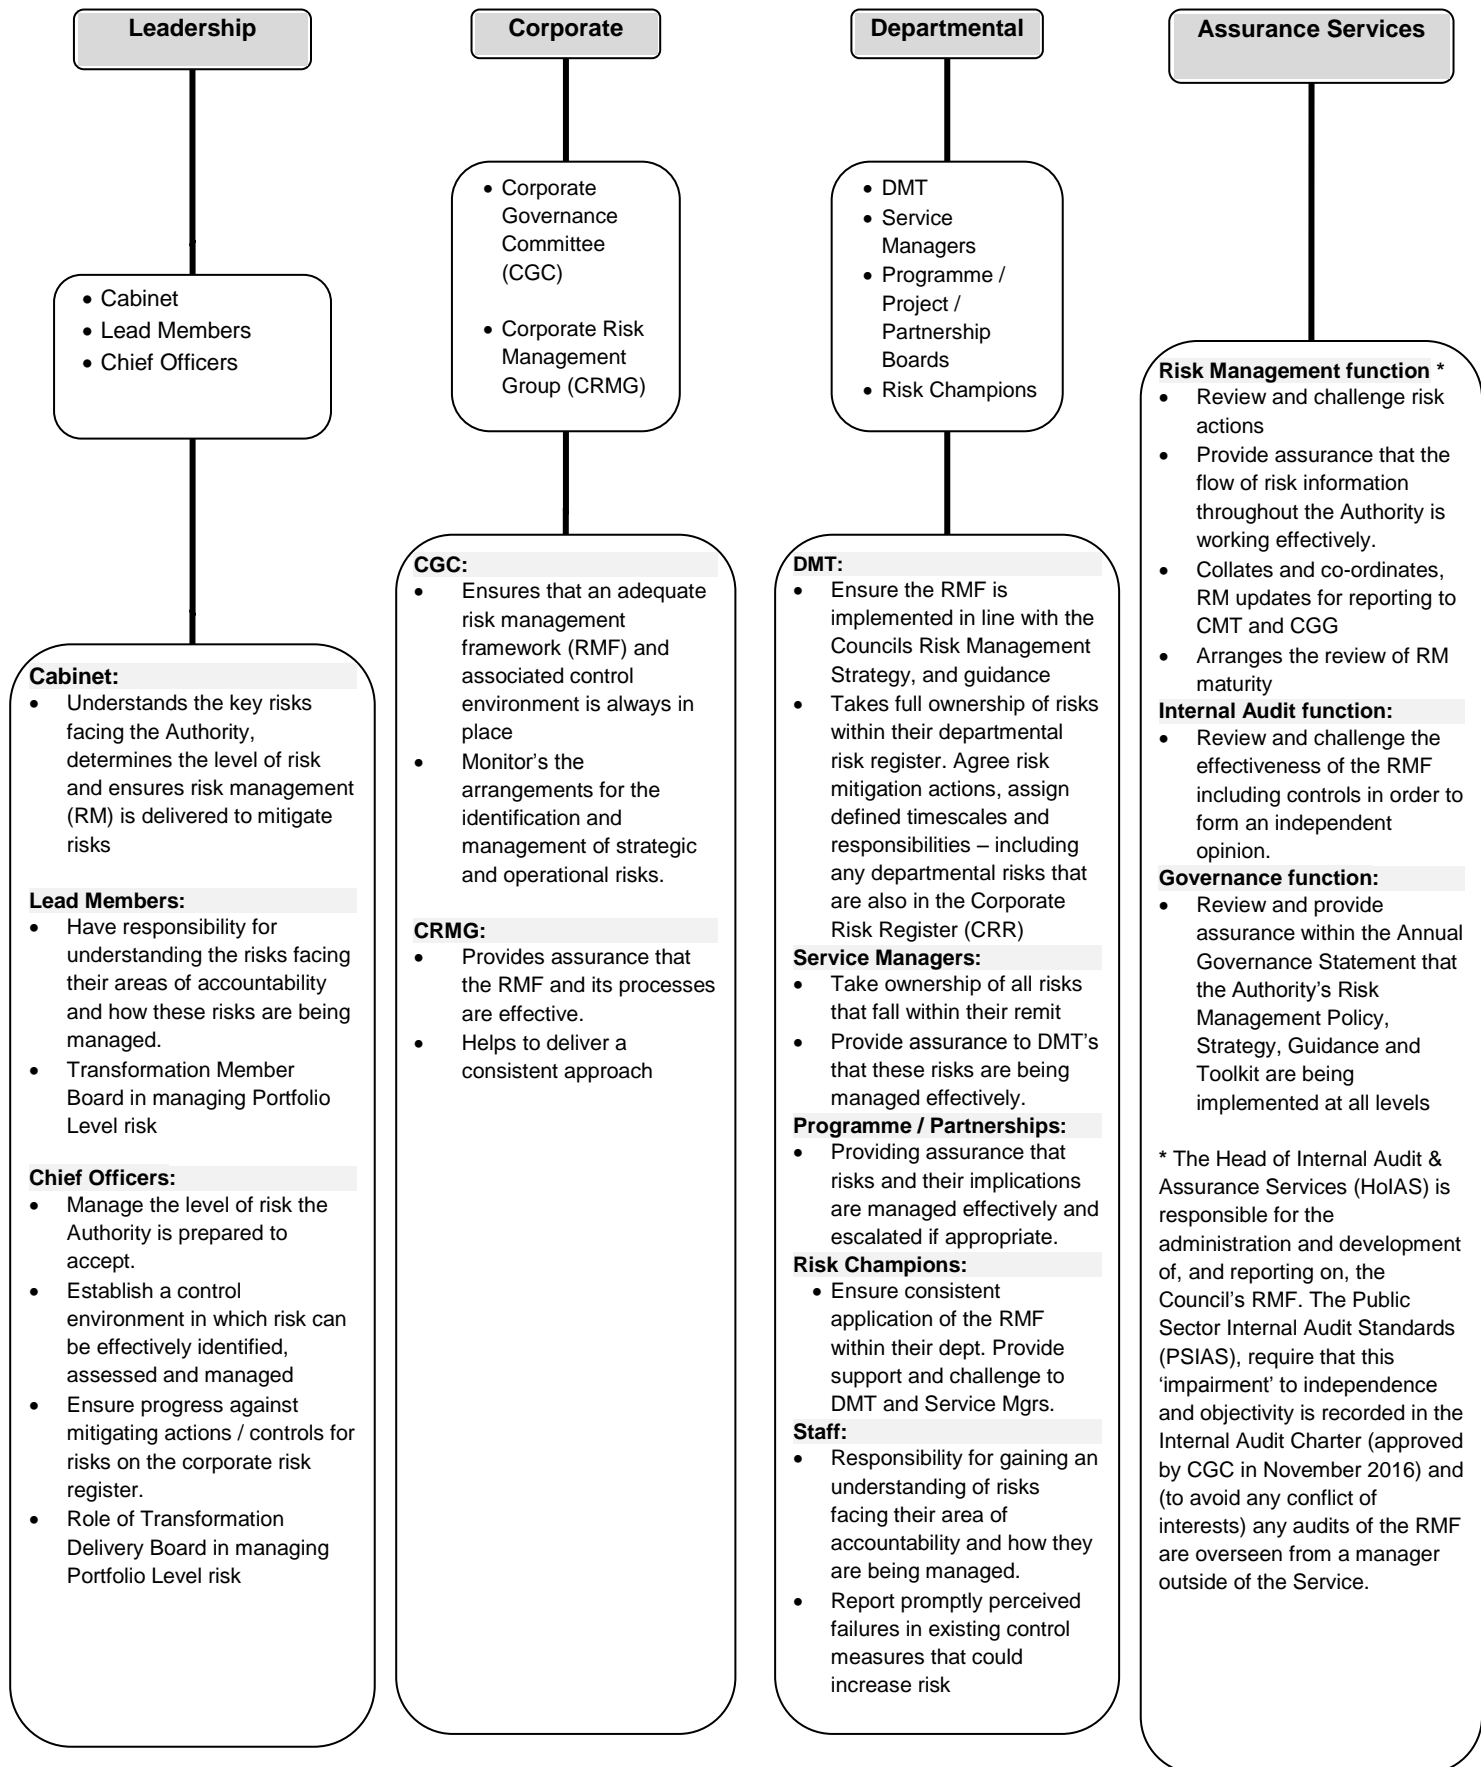 Leadership
Corporate
Departmental
Assurance Services
• Cabinet
• Lead Members
• Chief Officers
• Corporate
Governance
Committee
(CGC)
• Corporate Risk
Management
Group (CRMG)
• DMT
• Service
Managers
• Programme /
Project /
Partnership
Boards
• Risk Champions
Cabinet:
• Understands the key risks
facing the Authority,
determines the level of risk
and ensures risk management
(RM) is delivered to mitigate
risks
Lead Members:
• Have responsibility for
understanding the risks facing
their areas of accountability
and how these risks are being
managed.
• Transformation Member
Board in managing Portfolio
Level risk
Chief Officers:
• Manage the level of risk the
Authority is prepared to
accept.
• Establish a control
environment in which risk can
be effectively identified,
assessed and managed
• Ensure progress against
mitigating actions / controls for
risks on the corporate risk
register.
• Role of Transformation
Delivery Board in managing
Portfolio Level risk
CGC:
• Ensures that an adequate
risk management
framework (RMF) and
associated control
environment is always in
place
• Monitor's the
arrangements for the
identification and
management of strategic
and operational risks.
CRMG:
• Provides assurance that
the RMF and its processes
are effective.
• Helps to deliver a
consistent approach
DMT:
• Ensure the RMF is
implemented in line with the
Councils Risk Management
Strategy, and guidance
• Takes full ownership of risks
within their departmental
risk register. Agree risk
mitigation actions, assign
defined timescales and
responsibilities – including
any departmental risks that
are also in the Corporate
Risk Register (CRR)
Service Managers:
• Take ownership of all risks
that fall within their remit
• Provide assurance to DMT's
that these risks are being
managed effectively.
Programme / Partnerships:
• Providing assurance that
risks and their implications
are managed effectively and
escalated if appropriate.
Risk Champions:
• Ensure consistent
application of the RMF
within their dept. Provide
support and challenge to
DMT and Service Mgrs.
Staff:
• Responsibility for gaining an
understanding of risks
facing their area of
accountability and how they
are being managed.
• Report promptly perceived
failures in existing control
measures that could
increase risk
Risk Management function *
• Review and challenge risk
actions
• Provide assurance that the
flow of risk information
throughout the Authority is
working effectively.
• Collates and co-ordinates,
RM updates for reporting to
CMT and CGG
• Arranges the review of RM
maturity
Internal Audit function:
• Review and challenge the
effectiveness of the RMF
including controls in order to
form an independent
opinion.
Governance function:
• Review and provide
assurance within the Annual
Governance Statement that
the Authority's Risk
Management Policy,
Strategy, Guidance and
Toolkit are being
implemented at all levels
* The Head of Internal Audit &
Assurance Services (HoIAS) is
responsible for the
administration and development
of, and reporting on, the
Council's RMF. The Public
Sector Internal Audit Standards
(PSIAS), require that this
'impairment' to independence
and objectivity is recorded in the
Internal Audit Charter (approved
by CGC in November 2016) and
(to avoid any conflict of
interests) any audits of the RMF
are overseen from a manager
outside of the Service.